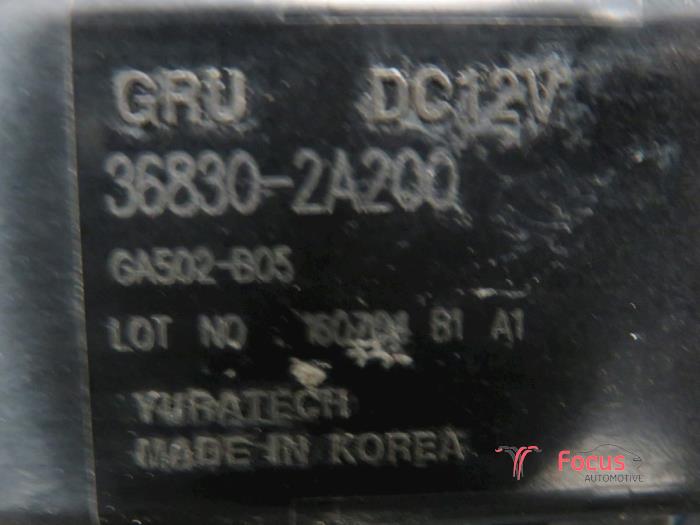 GRU DC12V
36830-2A200
GA502-B05
LOT NO 160704 B1 A1
YURATECH
MADE IN KOREA
Focus
AUTOMOTIVE